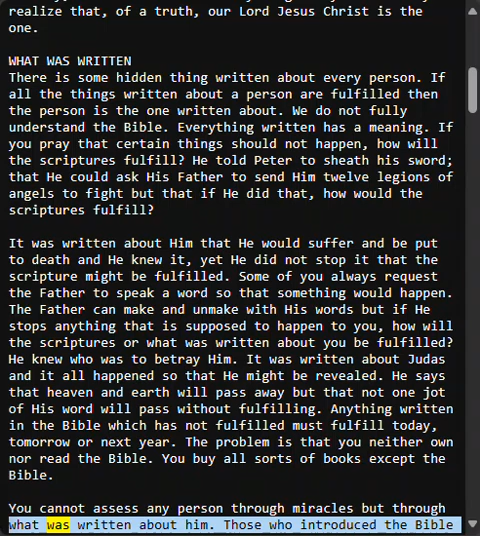 realize that, of a truth, our Lord Jesus Christ is the
one.
WHAT WAS WRITTEN
There is some hidden thing written about every person. If
all the things written about a person are fulfilled then
the person is the one written about. We do not fully
understand the Bible. Everything written has a meaning. If
you pray that certain things should not happen, how will
the scriptures fulfill? He told Peter to sheath his sword;
that He could ask His Father to send Him twelve legions of
angels to fight but that if He did that, how would the
scriptures fulfill?
It was written about Him that He would suffer and be put
to death and He knew it, yet He did not stop it that the
scripture might be fulfilled. Some of you always request
the Father to speak a word so that something would happen.
The Father can make and unmake with His words but if He
stops anything that is supposed to happen to you, how will
the scriptures or what was written about you be fulfilled?
He knew who was to betray Him. It was written about Judas
and it all happened so that He might be revealed. He says
that heaven and earth will pass away but that not one jot
of His word will pass without fulfilling. Anything written
in the Bible which has not fulfilled must fulfill today,
tomorrow or next year. The problem is that you neither own
nor read the Bible. You buy all sorts of books except the
Bible.
You cannot assess any person through miracles but through
what was written about him. Those who introduced the Bible